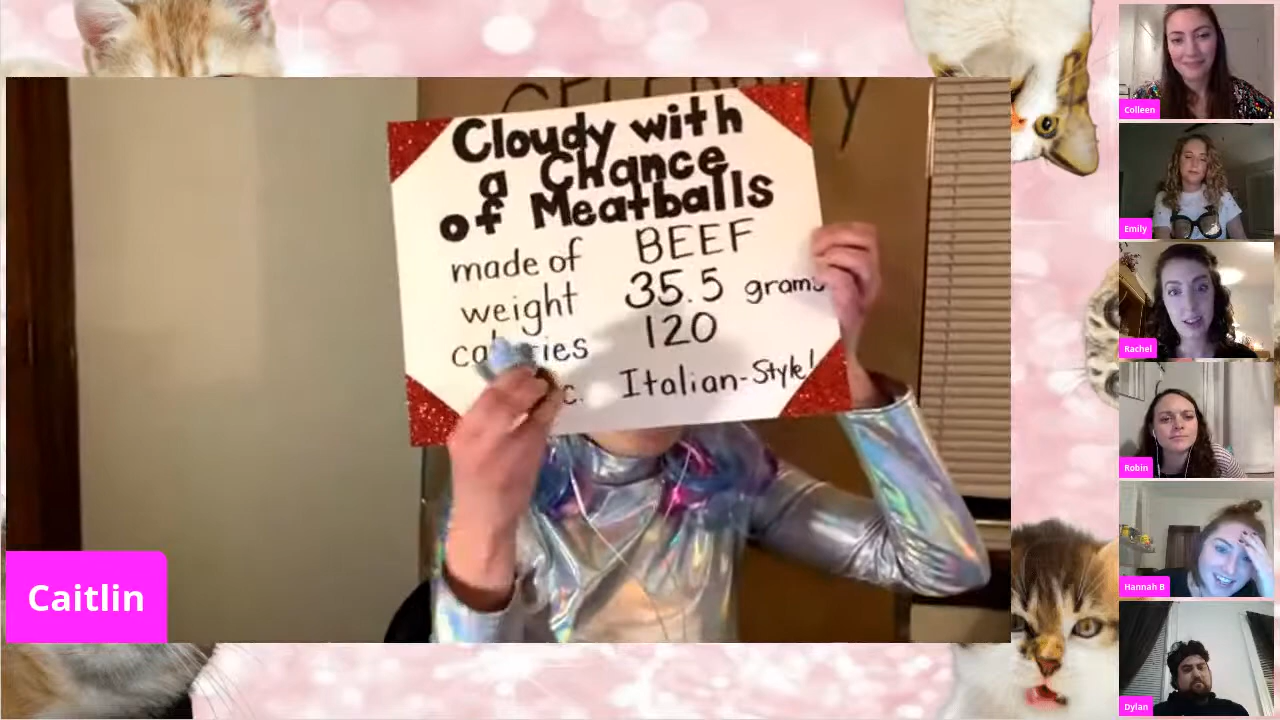 Cloudy with
a Chance
of Meatballs
made of BEEF
weight 35.5 grams
calories 120
Italian-Style!
Caitlin
Colleen
Emily
Rachel
Robin
Hannah B
Dylan